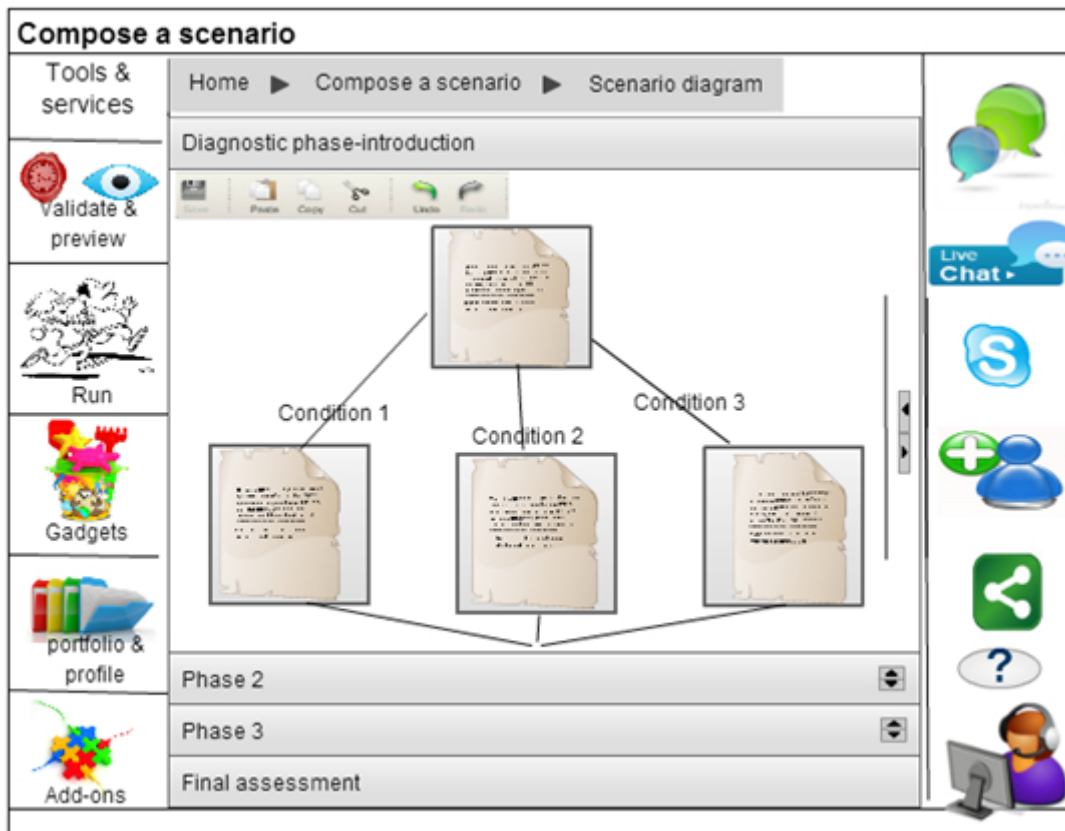 Compose a scenario
Tools &
services
Home ▶ Compose a scenario ▶ Scenario diagram
Diagnostic phase-introduction
Save Paste Copy Cut Undo Redo
Validate &
preview
Run
Gadgets
portfolio &
profile
Add-ons
Condition 1
Condition 2
Condition 3
Phase 2
Phase 3
Final assessment
Live
Chat
S
?